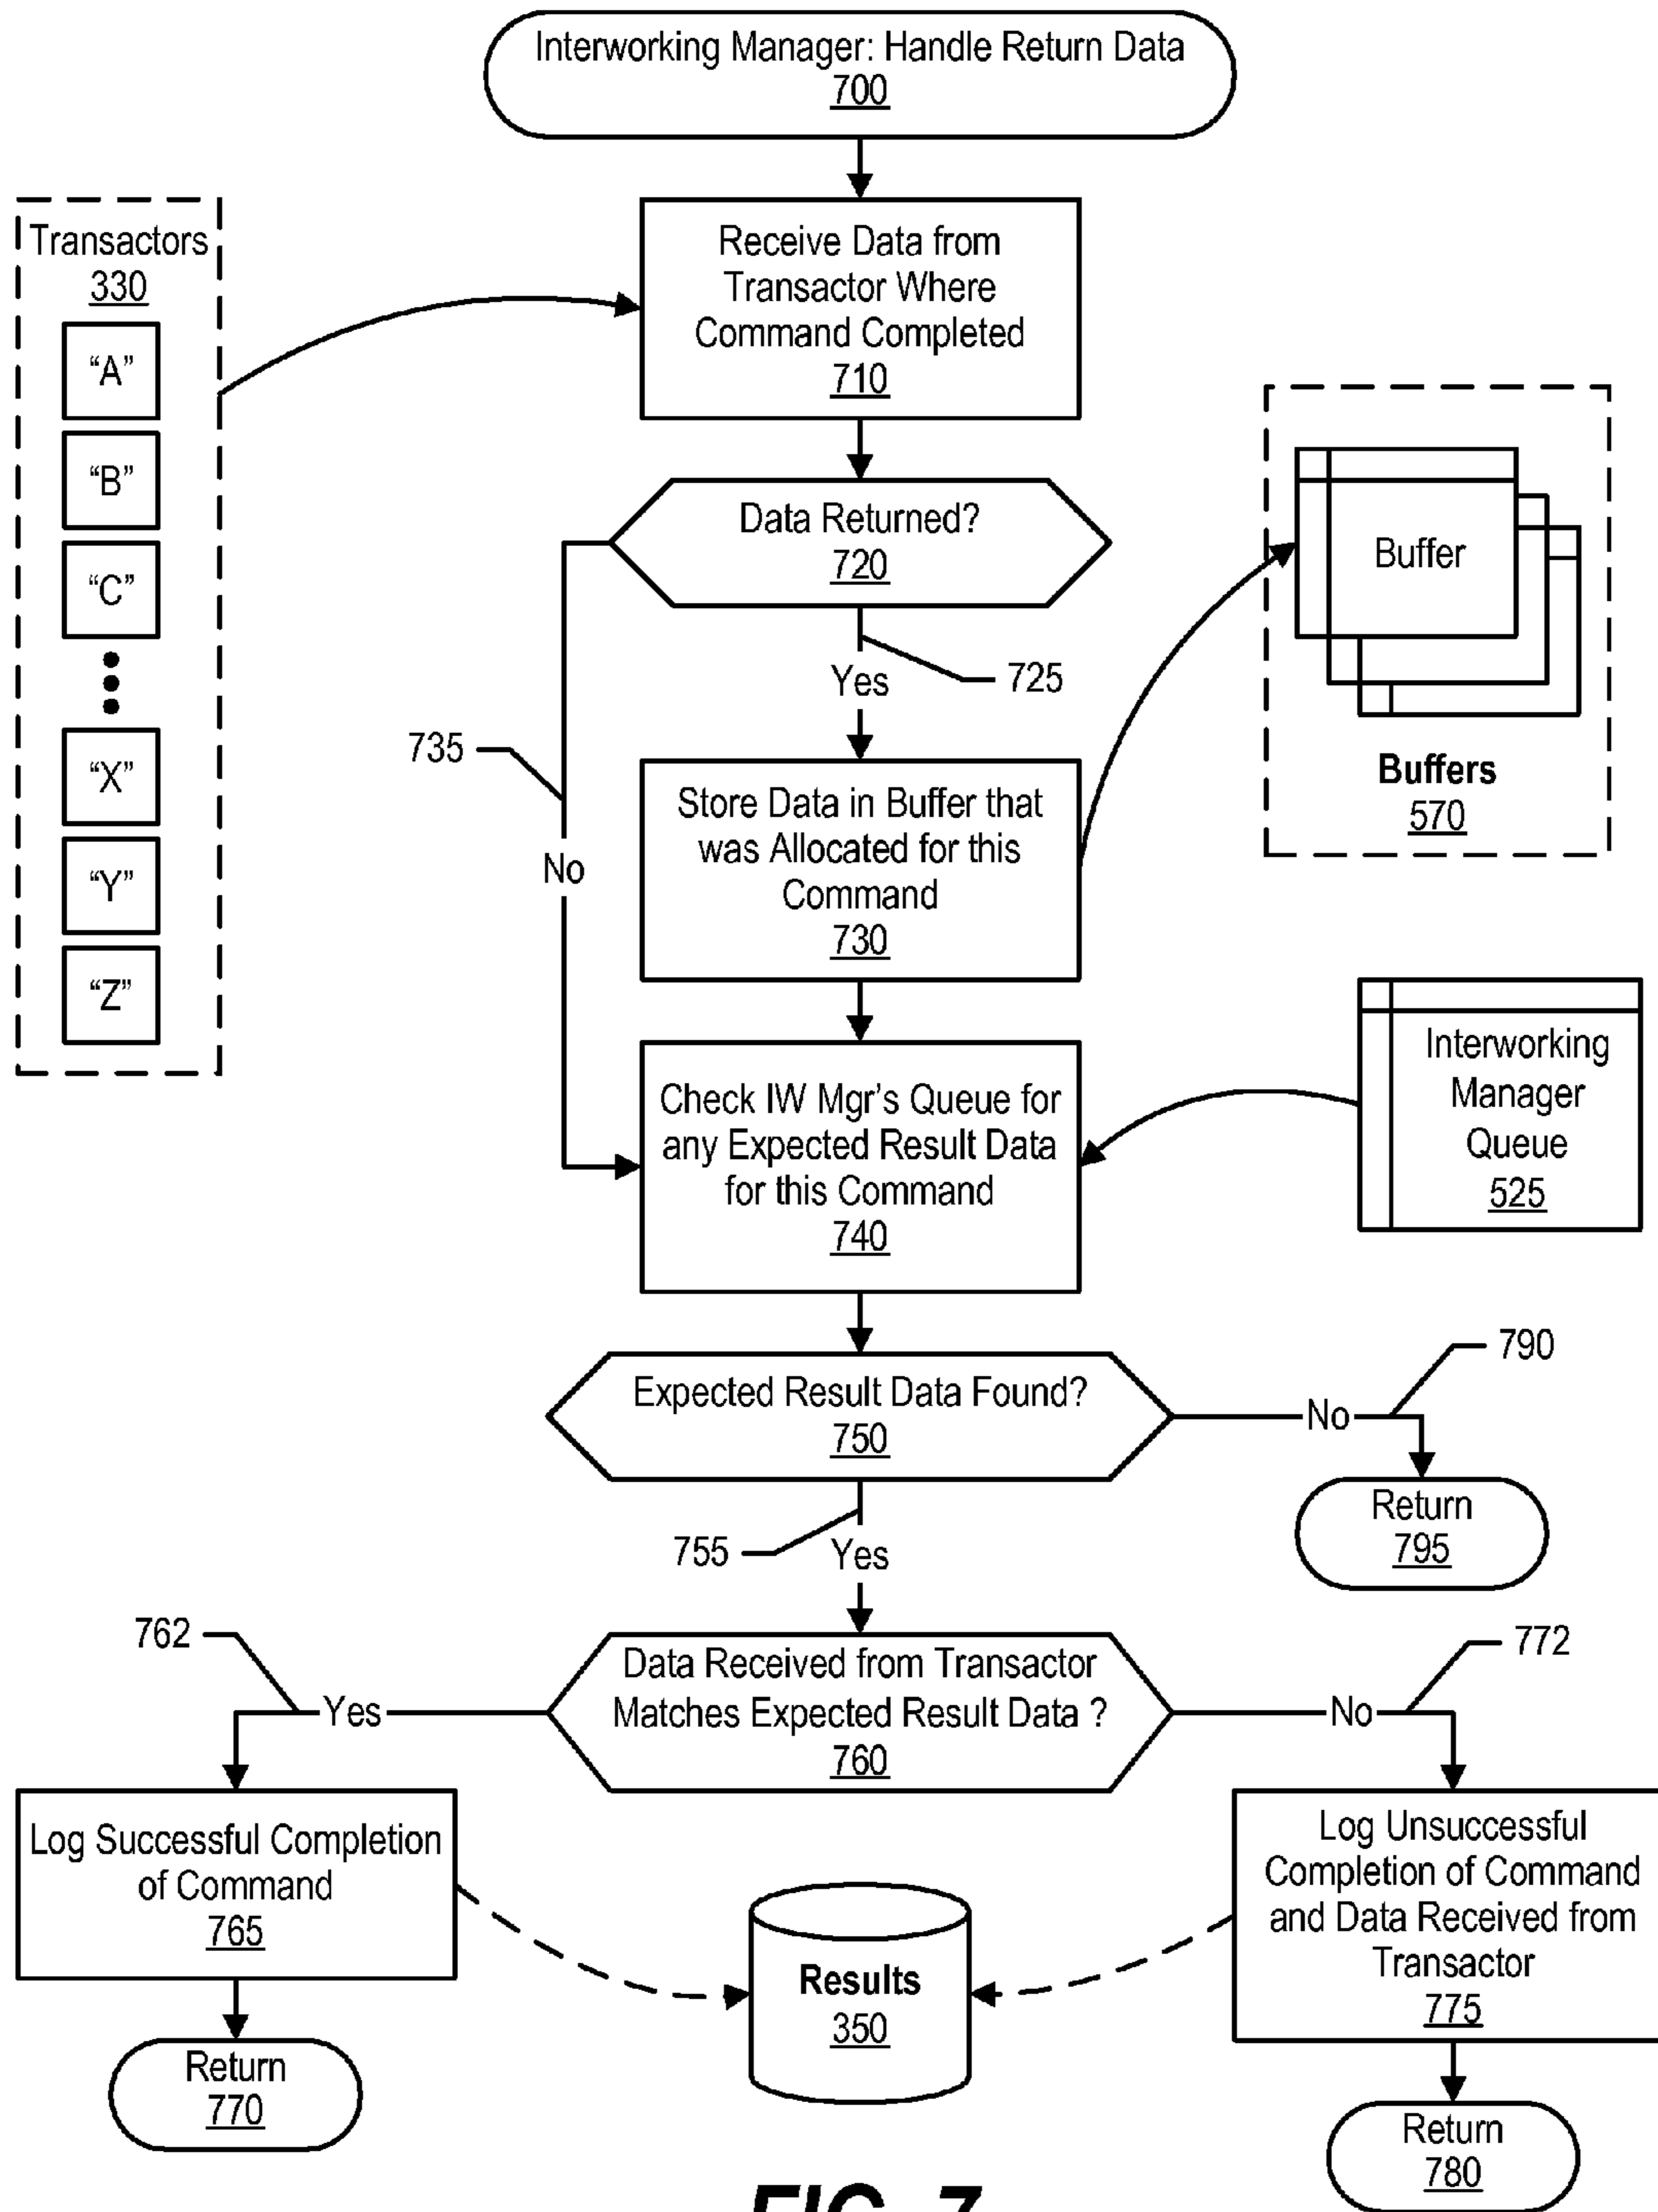 Interworking Manager: Handle Return Data
700
Transactors
330
“A”
“B”
“C”
“X”
“Y”
“Z”
Receive Data from
Transactor Where
Command Completed
710
Data Returned?
720
Yes
725
735
No
Buffer
Buffers
570
Store Data in Buffer that
was Allocated for this
Command
730
Check IW Mgr's Queue for
any Expected Result Data
for this Command
740
Interworking
Manager
Queue
525
Expected Result Data Found?
750
No
790
Return
795
755
Yes
Data Received from Transactor
Matches Expected Result Data ?
760
762
Yes
No
772
Log Successful Completion
of Command
765
Return
770
Results
350
Log Unsuccessful
Completion of Command
and Data Received from
Transactor
775
Return
780
FIG. 7